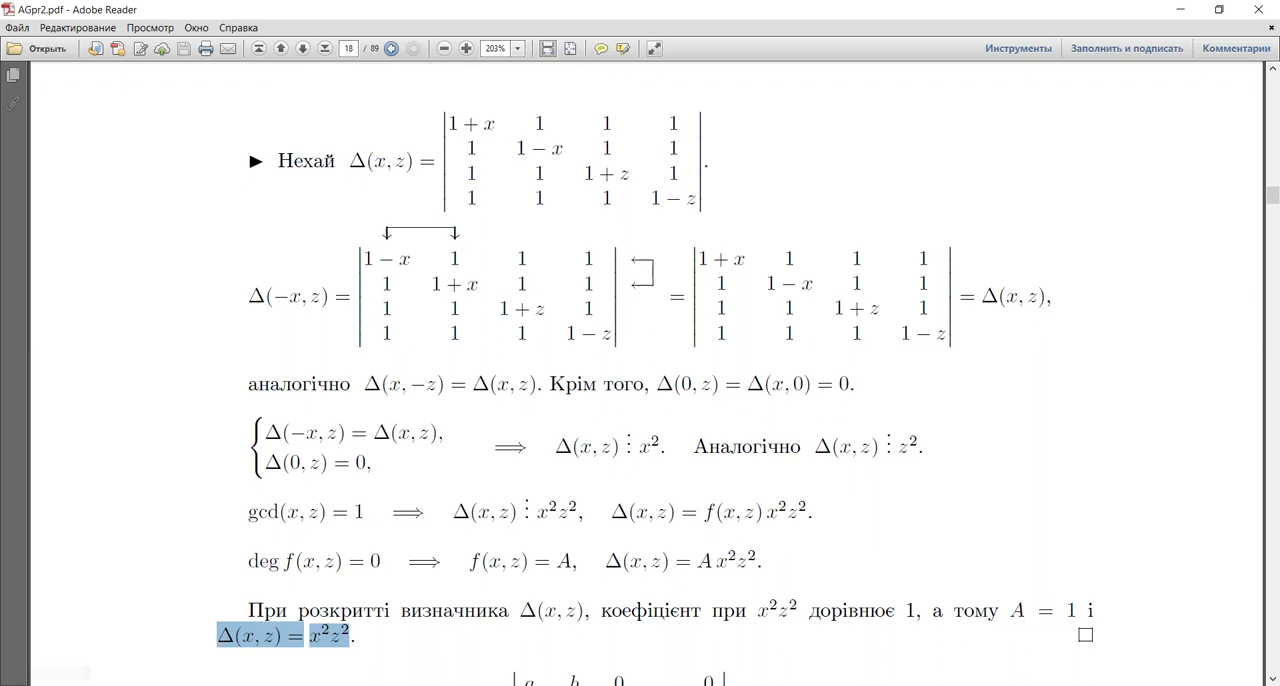 AGpr2.pdf - Adobe Reader
Файл Редактирование Просмотр Окно Справка
Открыть 18 / 89 203% Инструменты Заполнить и подписать Комментарии
▶ Нехай Δ(x, z) = |1 + x 1 1 1|
|1 1 − x 1 1|
|1 1 1 + z 1|
|1 1 1 1 − z|.
Δ(−x, z) = |1 − x 1 1 1| = |1 + x 1 1 1| = Δ(x, z),
|1 1 + x 1 1| |1 1 − x 1 1|
|1 1 1 + z 1| |1 1 1 + z 1|
|1 1 1 1 − z| |1 1 1 1 − z|
аналогічно Δ(x, −z) = Δ(x, z). Крім того, Δ(0, z) = Δ(x, 0) = 0.
{Δ(−x, z) = Δ(x, z),
Δ(0, z) = 0, ⟹ Δ(x, z) ⋮ x². Аналогічно Δ(x, z) ⋮ z².
gcd(x, z) = 1 ⟹ Δ(x, z) ⋮ x²z², Δ(x, z) = f(x, z) x²z².
deg f(x, z) = 0 ⟹ f(x, z) = A, Δ(x, z) = A x²z².
При розкритті визначника Δ(x, z), коефіцієнт при x²z² дорівнює 1, а тому A = 1 і
Δ(x, z) = x²z². □
a b 0 0